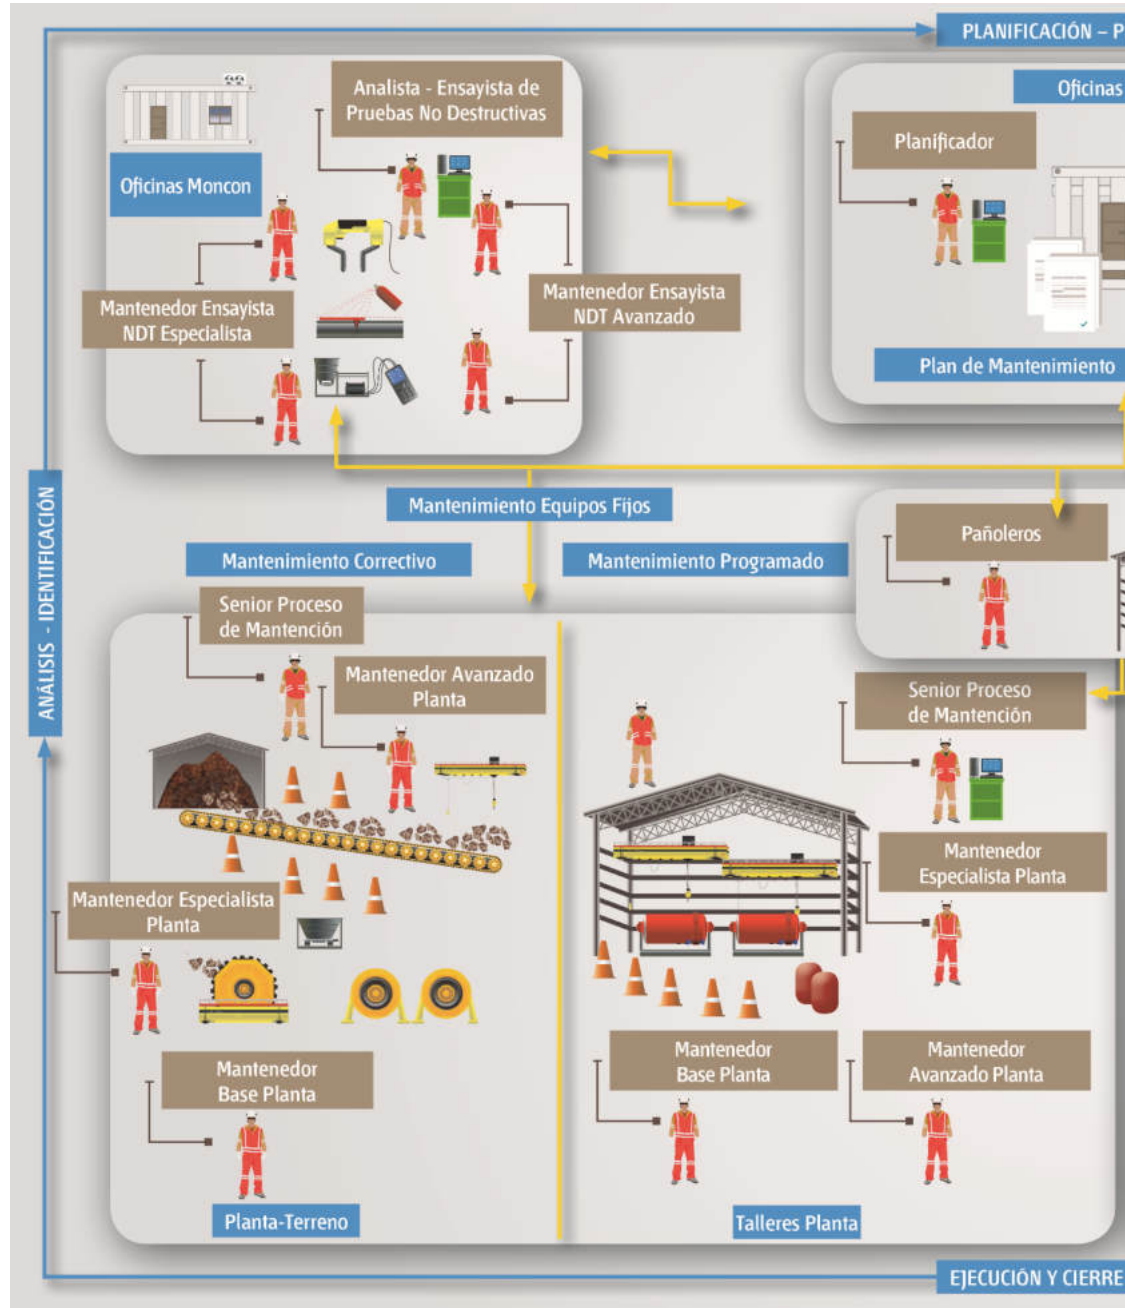 PLANIFICACIÓN – P
Analista - Ensayista de
Pruebas No Destructivas
Oficinas Moncon
Mantenedor Ensayista
NDT Especialista
Mantenedor Ensayista
NDT Avanzado
Oficinas
Planificador
Plan de Mantenimiento
ANÁLISIS - IDENTIFICACIÓN
Mantenimiento Equipos Fijos
Mantenimiento Correctivo
Mantenimiento Programado
Pañoleros
Senior Proceso
de Mantención
Mantenedor Avanzado
Planta
Mantenedor Especialista
Planta
Mantenedor
Base Planta
Planta-Terreno
Senior Proceso
de Mantención
Mantenedor
Especialista Planta
Mantenedor
Base Planta
Mantenedor
Avanzado Planta
Talleres Planta
EJECUCIÓN Y CIERRE